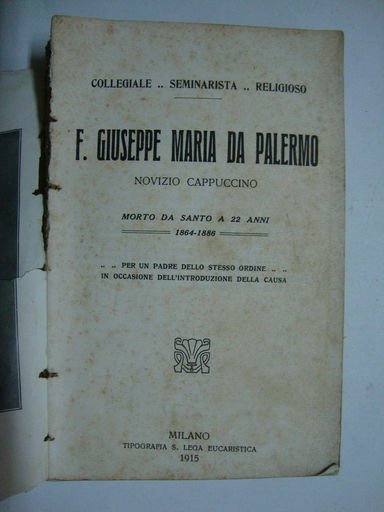 COLLEGIALE .. SEMINARISTA .. RELIGIOSO
F. GIUSEPPE MARIA DA PALERMO
NOVIZIO CAPPUCCINO
MORTO DA SANTO A 22 ANNI
1864-1886
.. .. PER UN PADRE DELLO STESSO ORDINE .. ..
IN OCCASIONE DELL'INTRODUZIONE DELLA CAUSA
MILANO
TIPOGRAFIA S. LEGA EUCARISTICA
1915